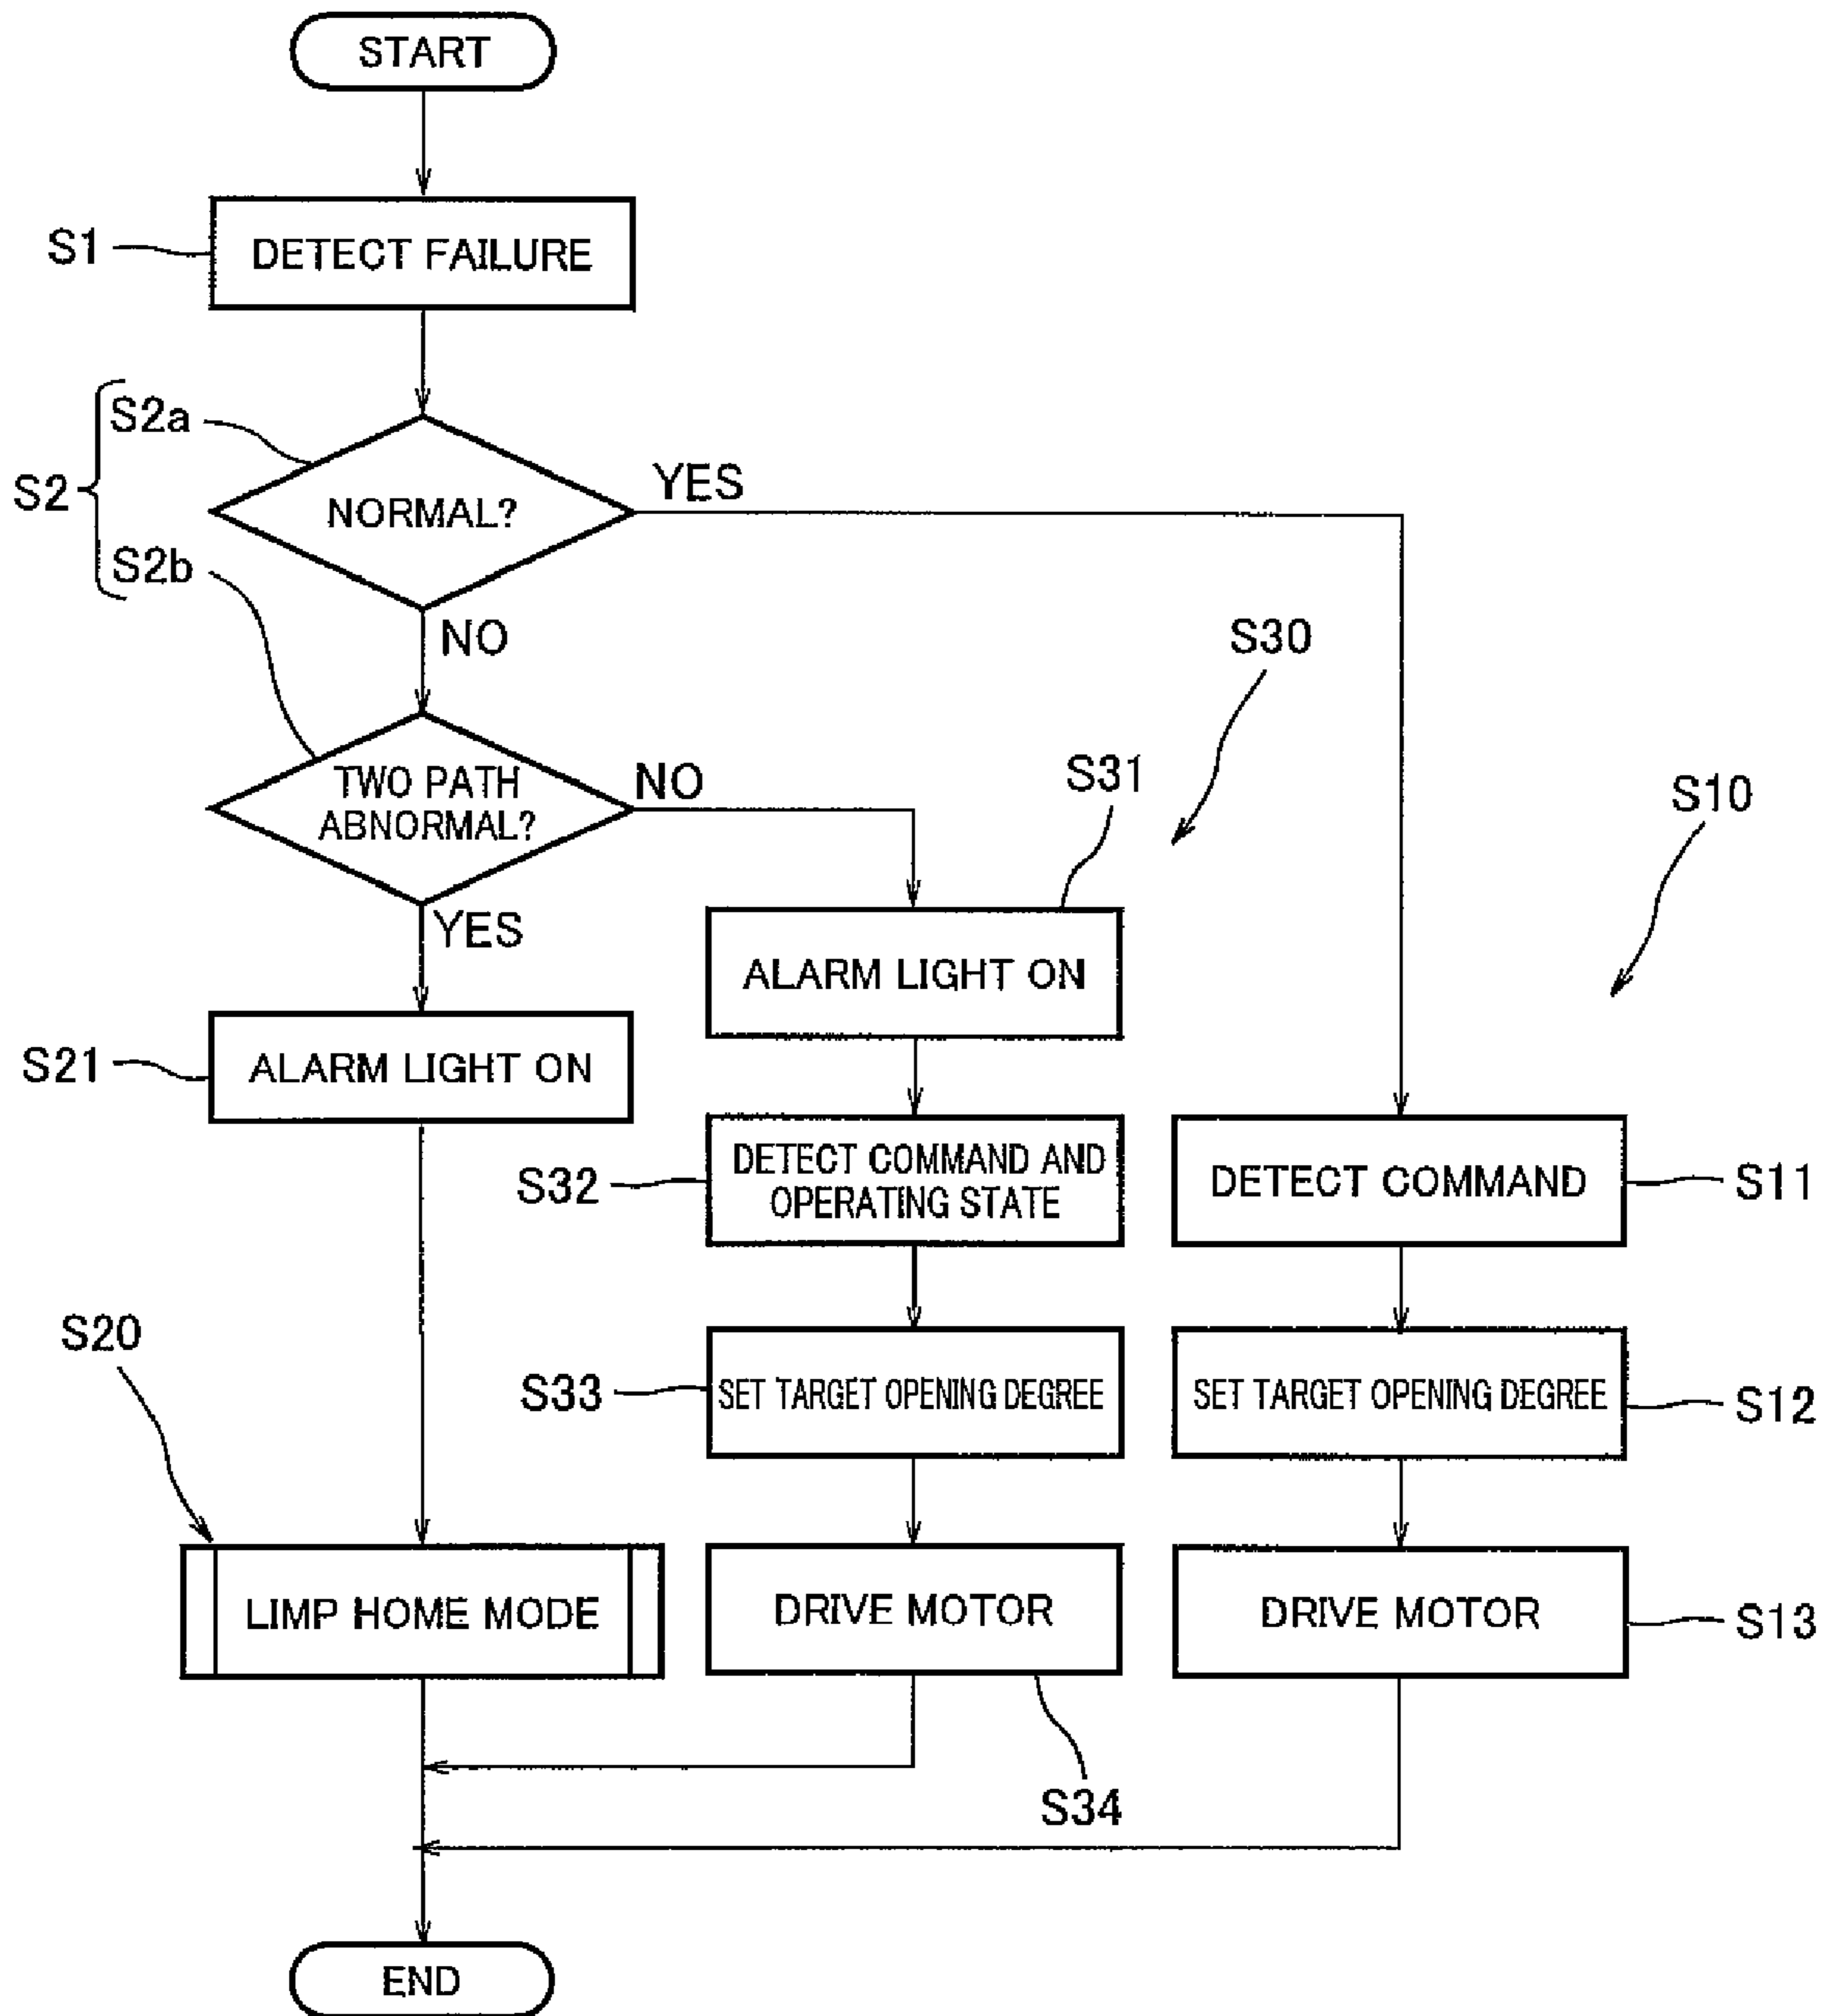 START
S1
DETECT FAILURE
S2
S2a
NORMAL?
YES
S2b
NO
S30
TWO PATH
ABNORMAL?
NO
S31
S10
YES
ALARM LIGHT ON
S21
ALARM LIGHT ON
S32
DETECT COMMAND AND
OPERATING STATE
DETECT COMMAND
S11
S20
S33
SET TARGET OPENING DEGREE
SET TARGET OPENING DEGREE
S12
LIMP HOME MODE
DRIVE MOTOR
DRIVE MOTOR
S13
S34
END